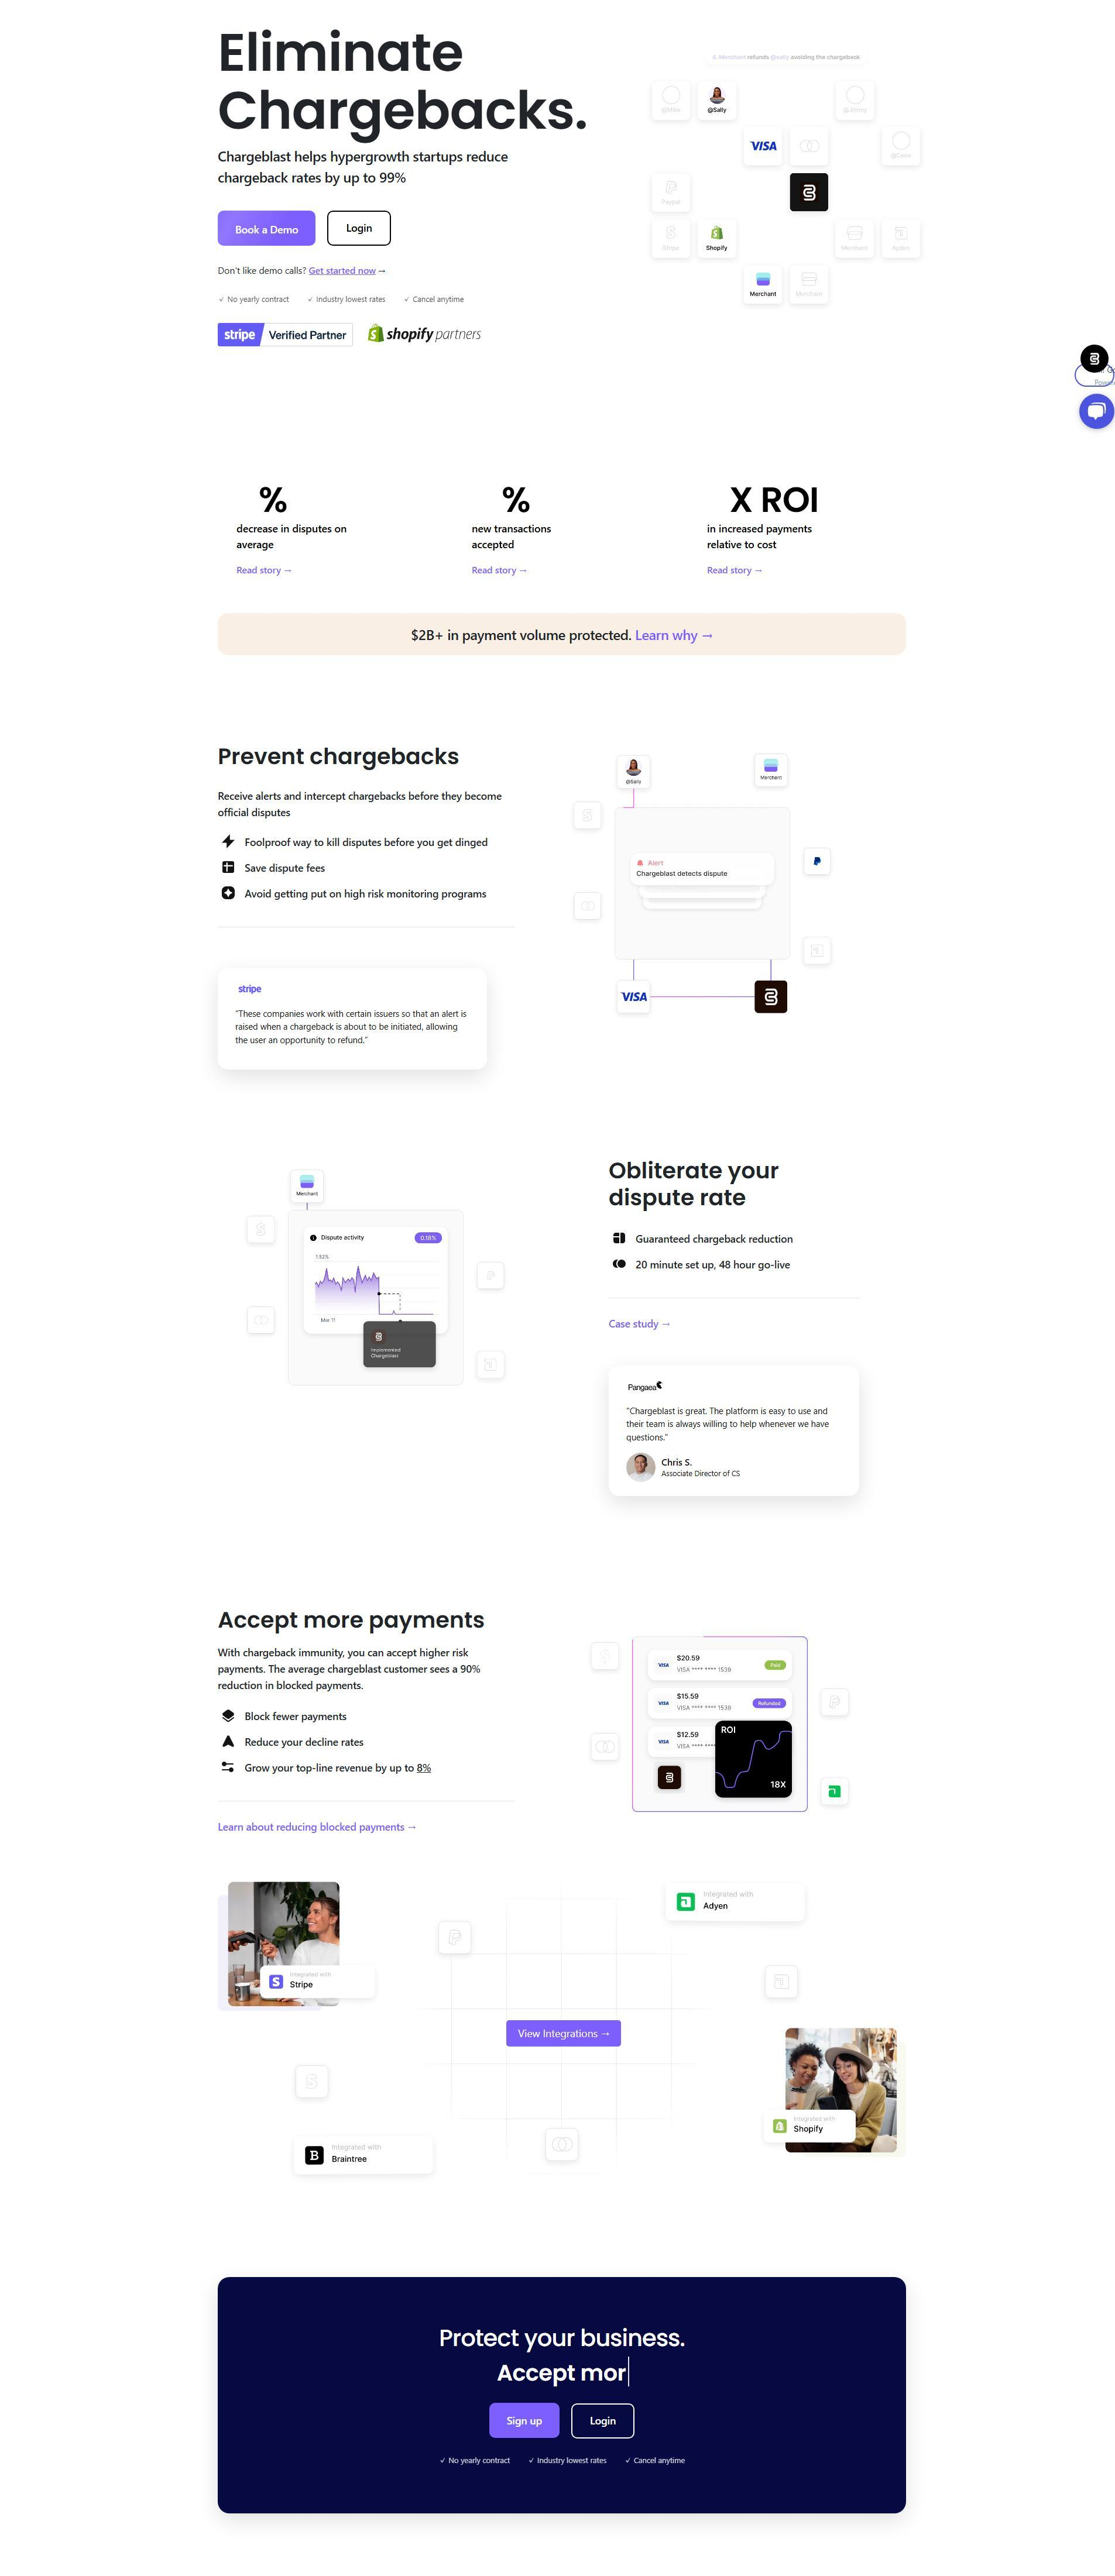 Eliminate
Chargebacks.
Chargeblast helps hypergrowth startups reduce
chargeback rates by up to 99%
Book a Demo
Login
Don't like demo calls? Get started now →
✓ No yearly contract
✓ Industry lowest rates
✓ Cancel anytime
stripe Verified Partner
shopify partners
& Merchant refunds @sally avoiding the chargeback
@Mike
@Sally
@Jimmy
VISA
Paypal
Stripe
Shopify
Merchant
Adyen
Merchant
Merchant
%
decrease in disputes on
average
Read story →
%
new transactions
accepted
Read story →
X ROI
in increased payments
relative to cost
Read story →
$2B+ in payment volume protected. Learn why →
Prevent chargebacks
Receive alerts and intercept chargebacks before they become
official disputes
Foolproof way to kill disputes before you get dinged
Save dispute fees
Avoid getting put on high risk monitoring programs
stripe
"These companies work with certain issuers so that an alert is
raised when a chargeback is about to be initiated, allowing
the user an opportunity to refund."
@Sally
Merchant
Alert
Chargeblast detects dispute
VISA
Merchant
Dispute activity
0.18%
1.52%
Mar 11
Implemented
Chargeblast
Obliterate your
dispute rate
Guaranteed chargeback reduction
20 minute set up, 48 hour go-live
Case study →
Pangaea
"Chargeblast is great. The platform is easy to use and
their team is always willing to help whenever we have
questions."
Chris S.
Associate Director of CS
Accept more payments
With chargeback immunity, you can accept higher risk
payments. The average chargeblast customer sees a 90%
reduction in blocked payments.
Block fewer payments
Reduce your decline rates
Grow your top-line revenue by up to 8%
Learn about reducing blocked payments →
VISA
$20.59
VISA **** **** 1539
Paid
VISA
$15.59
VISA **** **** 1539
Refunded
VISA
$12.59
VISA **** ****
ROI
18X
Integrated with
Stripe
Integrated with
Adyen
View Integrations →
Integrated with
Shopify
Integrated with
Braintree
Protect your business.
Accept mor
Sign up
Login
✓ No yearly contract
✓ Industry lowest rates
✓ Cancel anytime